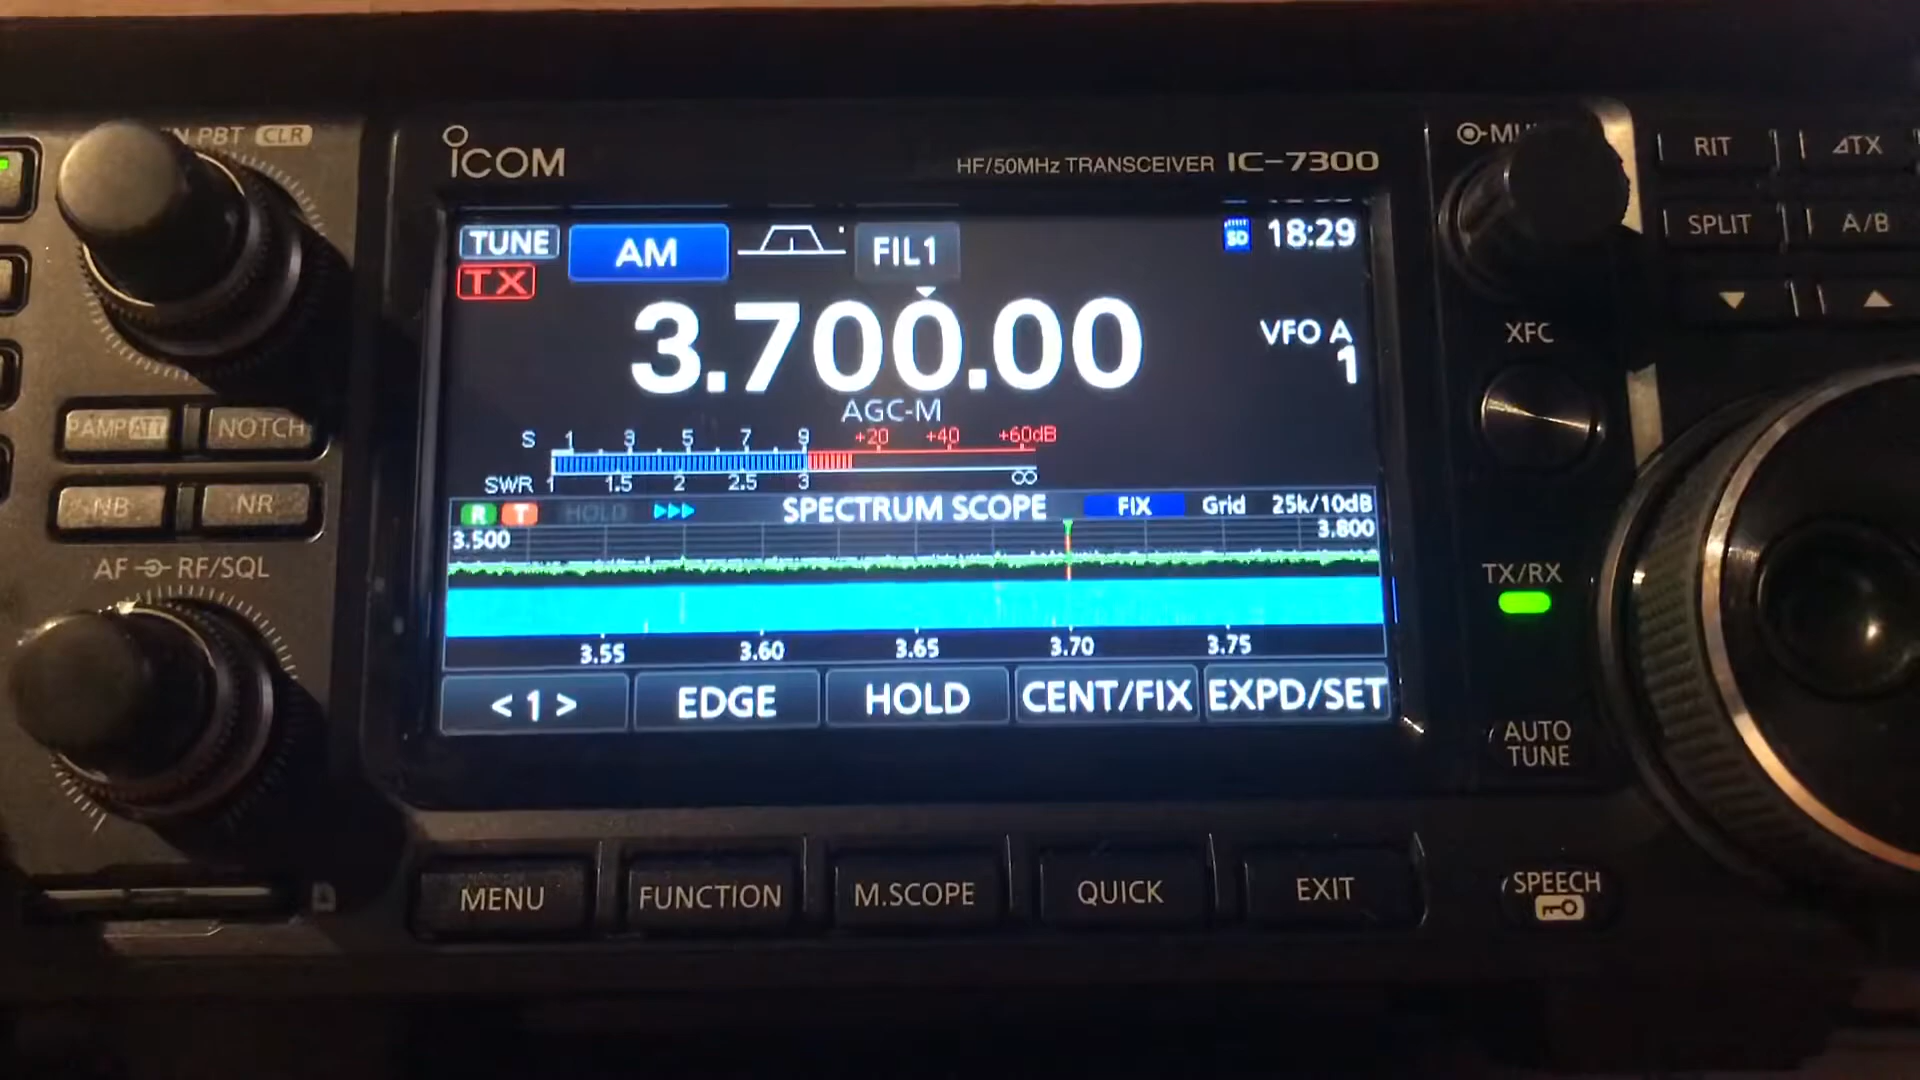 PBT CLR
ICOM
HF/50MHz TRANSCEIVER IC-7300
RIT
⊿TX
SPLIT
A/B
TUNE
AM
FIL1
SD
18:29
TX
3.700.00
VFO A
1
XFC
AGC-M
P.AMP ATT
NOTCH
S 1 3 5 7 9 +20 +40 +60dB
SWR 1 1.5 2 2.5 3 ∞
NB
NR
R T HOLD
SPECTRUM SCOPE
FIX
Grid
25k/10dB
3.500
3.800
AF RF/SQL
TX/RX
3.55 3.60 3.65 3.70 3.75
< 1 >
EDGE
HOLD
CENT/FIX
EXPD/SET
AUTO
TUNE
MENU
FUNCTION
M.SCOPE
QUICK
EXIT
SPEECH